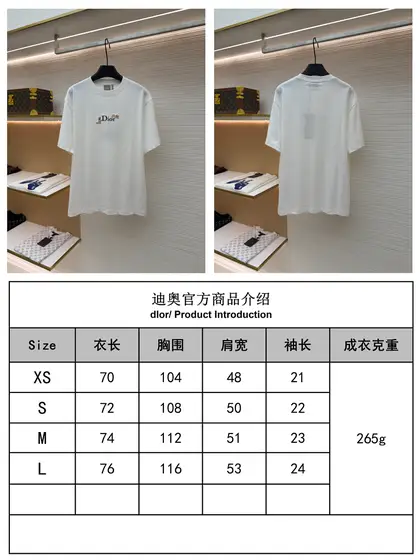 Dior
迪奥官方商品介绍
dIor/ Product Introduction
Size 衣长 胸围 肩宽 袖长 成衣克重
XS 70 104 48 21
S 72 108 50 22
M 74 112 51 23
L 76 116 53 24
265g